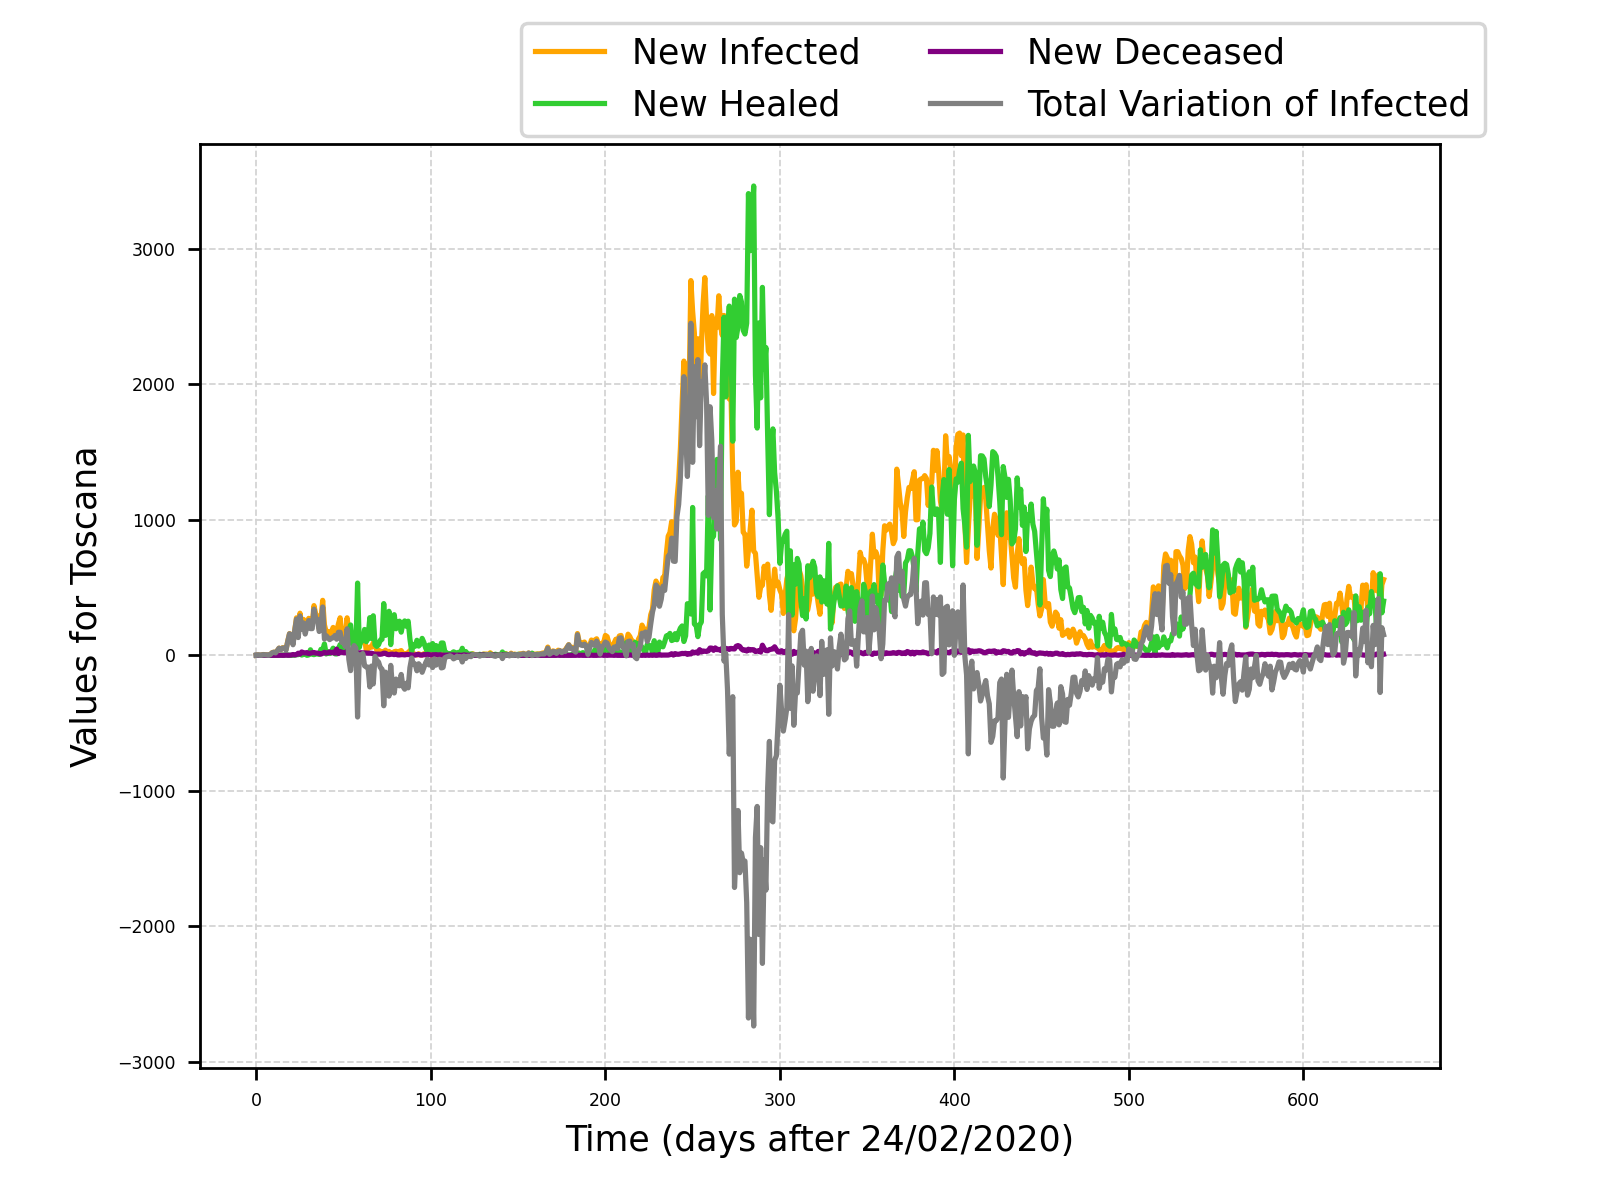 New Infected
New Healed
New Deceased
Total Variation of Infected
Values for Toscana
3000
2000
1000
0
−1000
−2000
−3000
0 100 200 300 400 500 600
Time (days after 24/02/2020)